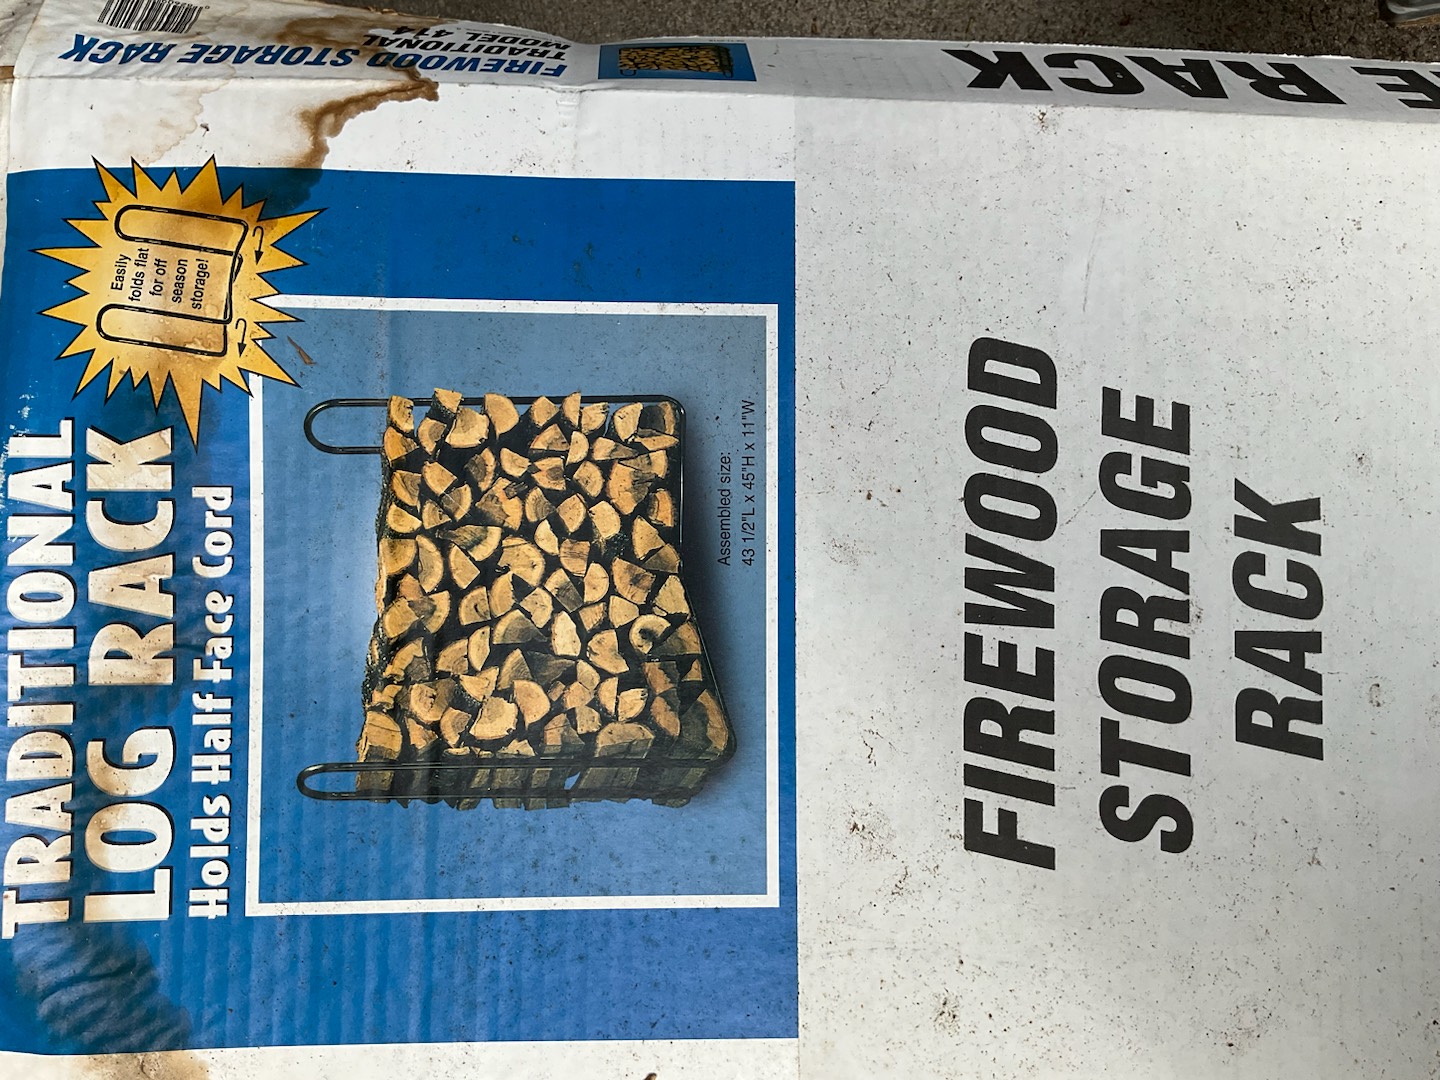 TRADITIONAL
LOG RACK
Holds Half Face Cord
Easily
folds flat
for off
season
storage!
Assembled size:
43 1/2"L x 45"H x 11"W
FIREWOOD
STORAGE
RACK
FIREWOOD STORAGE RACK
TRADITIONAL
MODEL 474
RACK